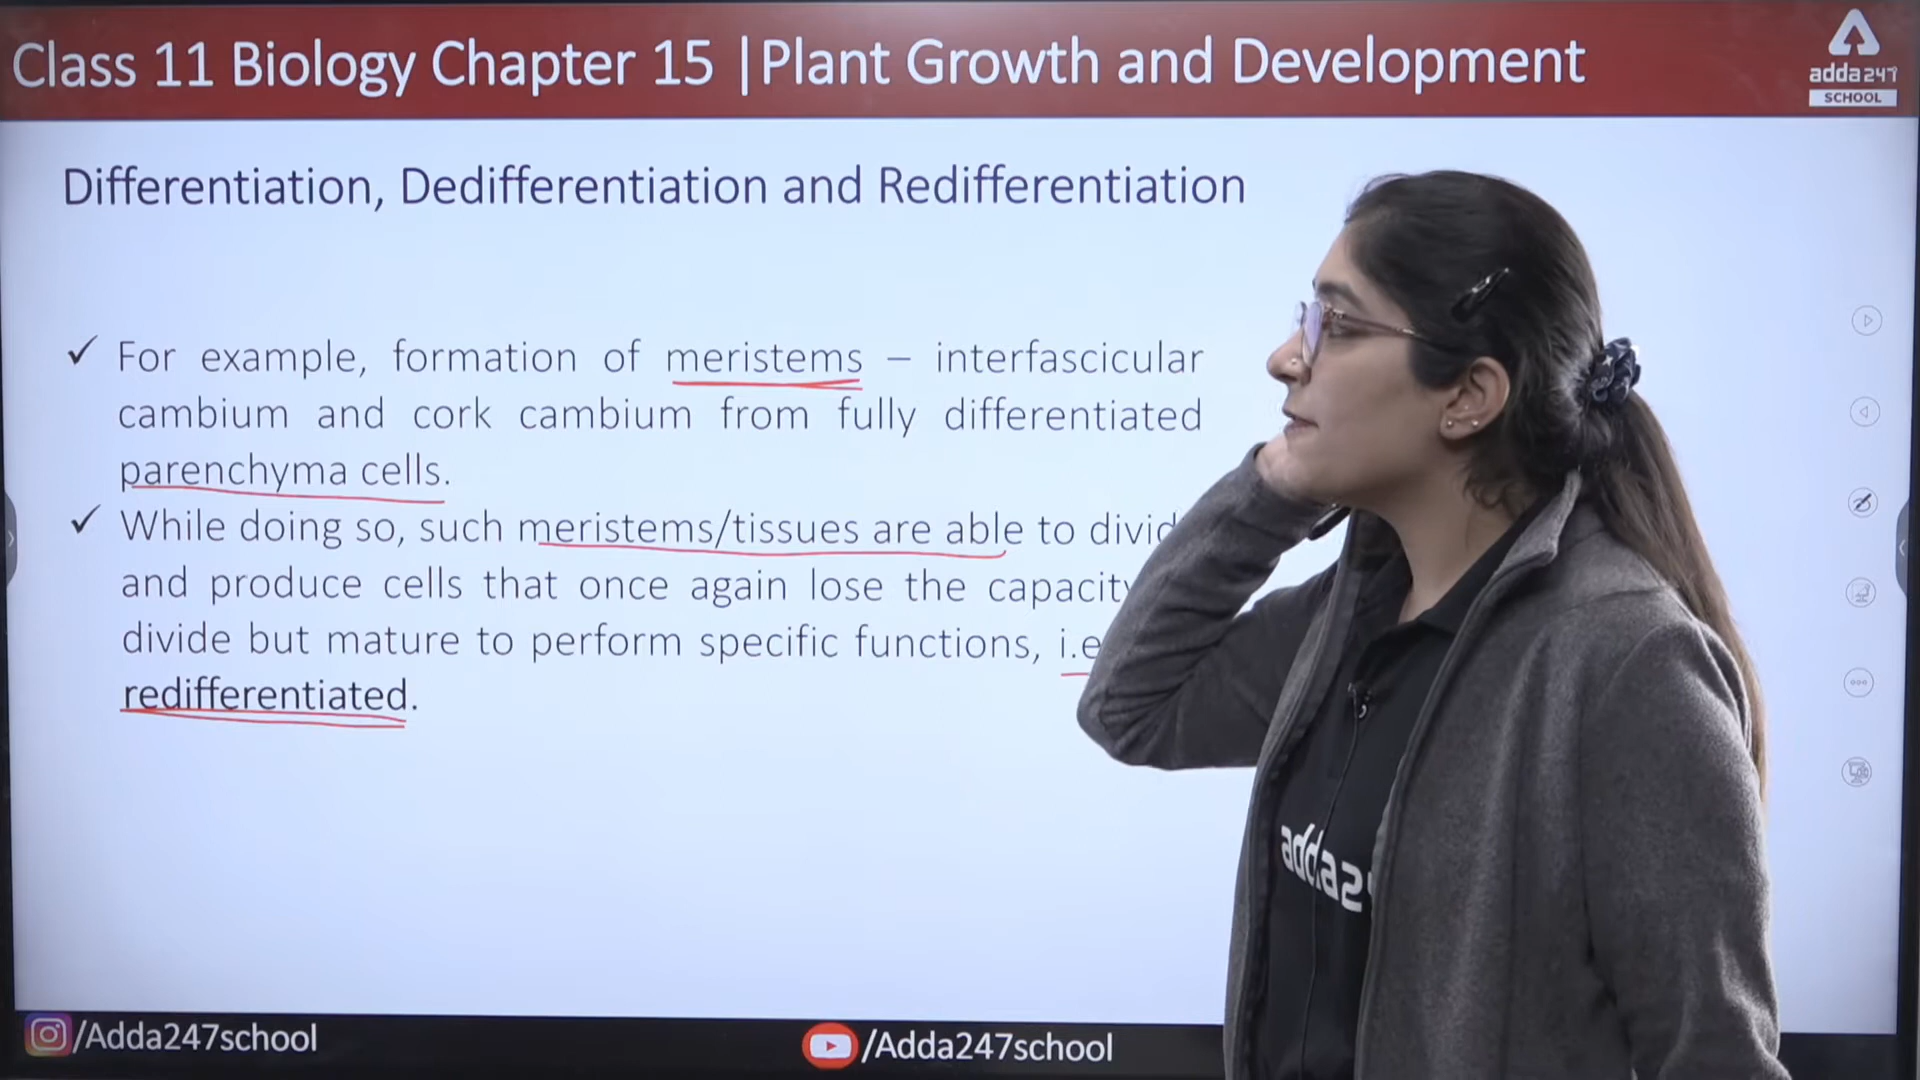 Class 11 Biology Chapter 15 |Plant Growth and Development
adda247
SCHOOL
Differentiation, Dedifferentiation and Redifferentiation
✓ For example, formation of meristems – interfascicular
cambium and cork cambium from fully differentiated
parenchyma cells.
✓ While doing so, such meristems/tissues are able to
and produce cells that once again lose the
divide but mature to perform specific functions, i.e
redifferentiated.
/Adda247school
/Adda247school